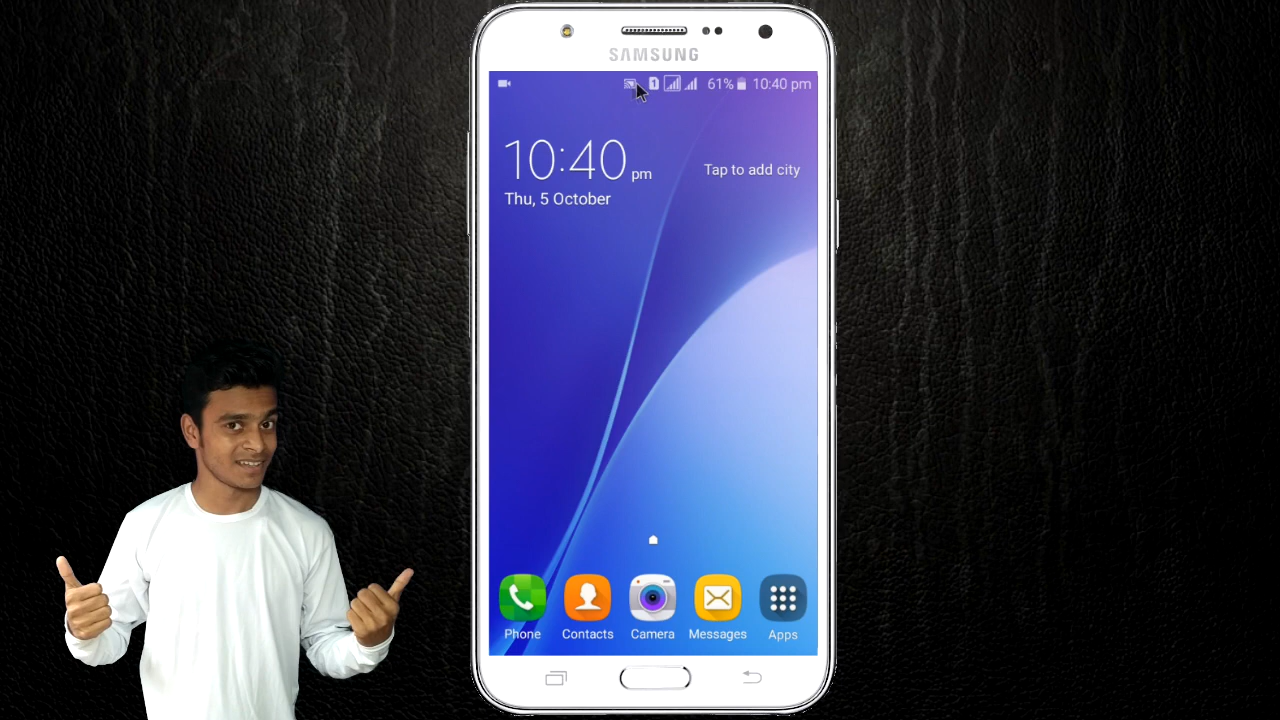 SAMSUNG
1 61% 10:40 pm
10:40 pm
Tap to add city
Thu, 5 October
Phone Contacts Camera Messages Apps